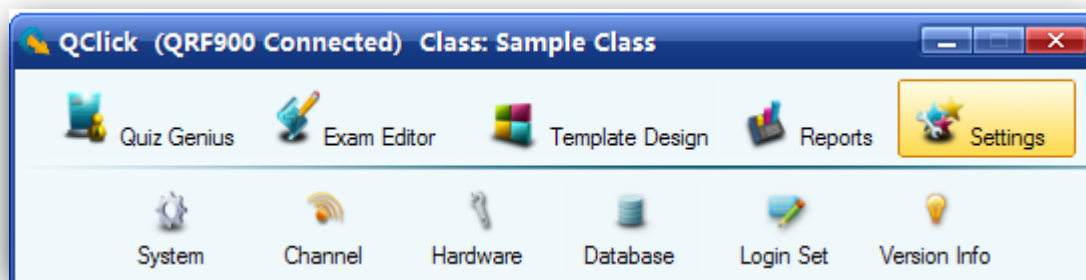 QClick (QRF900 Connected) Class: Sample Class
Quiz Genius Exam Editor Template Design Reports Settings
System Channel Hardware Database Login Set Version Info